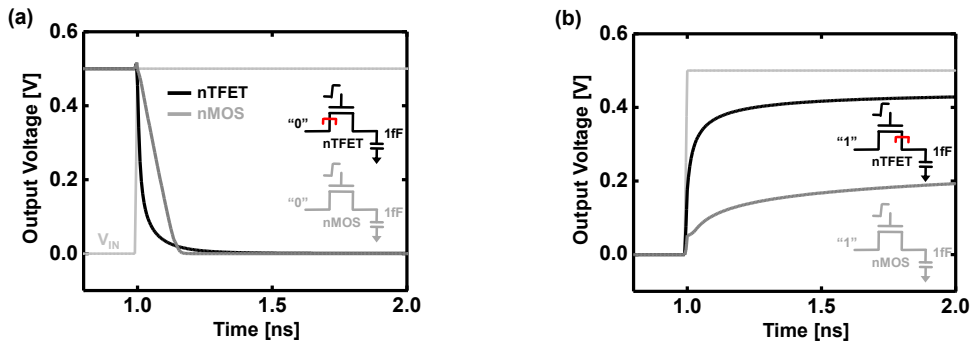 (a)
Output Voltage [V]
0.6
0.4
0.2
0.0
nTFET
nMOS
"0"
nTFET
1fF
"0"
nMOS
1fF
VIN
1.0
1.5
2.0
Time [ns]
(b)
Output Voltage [V]
0.6
0.4
0.2
0.0
"1"
nTFET
1fF
"1"
nMOS
1fF
1.0
1.5
2.0
Time [ns]